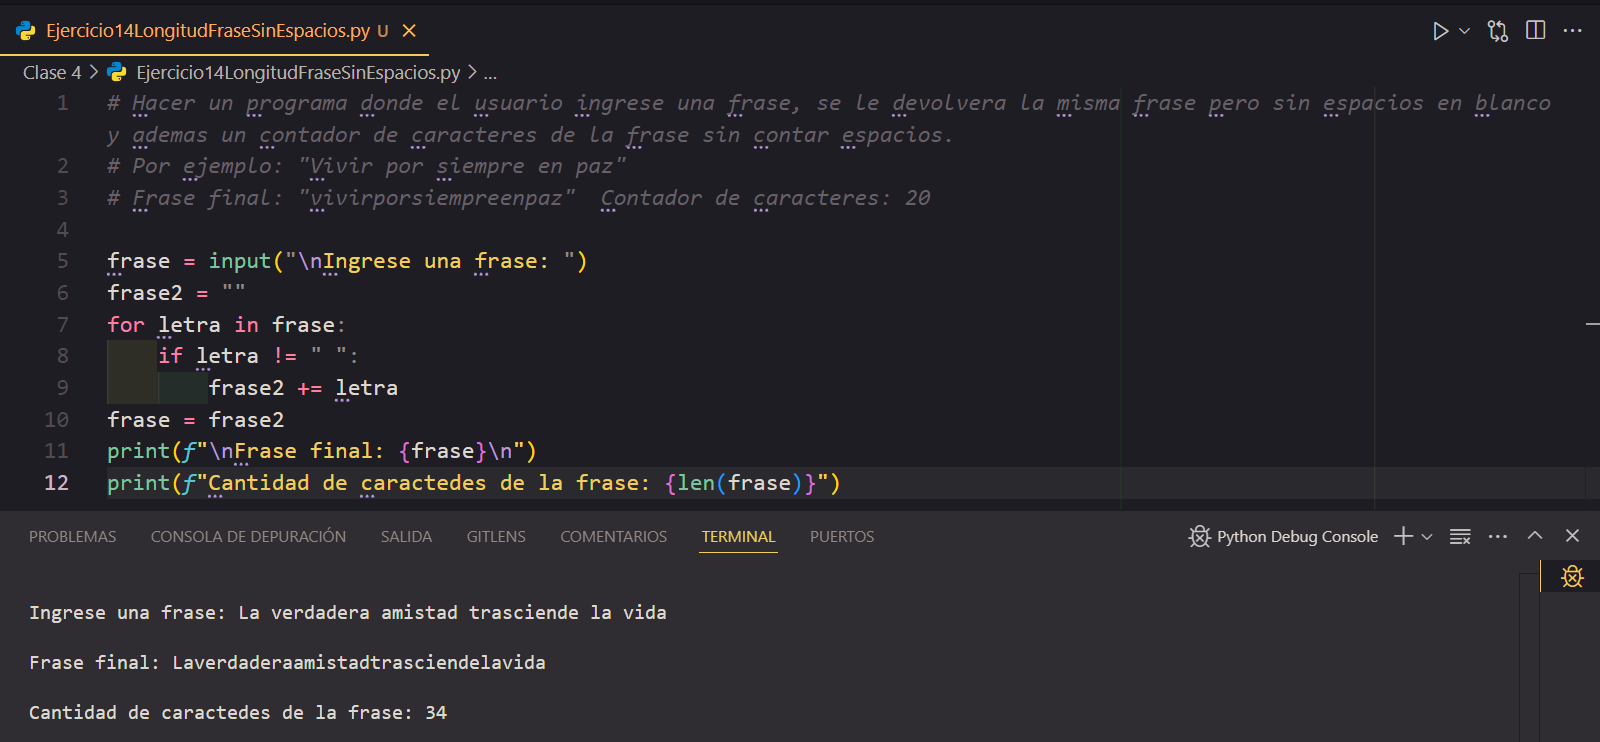 Ejercicio14LongitudFraseSinEspacios.py U
Clase 4 > Ejercicio14LongitudFraseSinEspacios.py > ...
1 # Hacer un programa donde el usuario ingrese una frase, se le devolvera la misma frase pero sin espacios en blanco
y ademas un contador de caracteres de la frase sin contar espacios.
2 # Por ejemplo: "Vivir por siempre en paz"
3 # Frase final: "vivirporsiempreenpaz"  Contador de caracteres: 20
4
5 frase = input("\nIngrese una frase: ")
6 frase2 = ""
7 for letra in frase:
8     if letra != " ":
9         frase2 += letra
10 frase = frase2
11 print(f"\nFrase final: {frase}\n")
12 print(f"Cantidad de caractedes de la frase: {len(frase)}")
PROBLEMAS CONSOLA DE DEPURACIÓN SALIDA GITLENS COMENTARIOS TERMINAL PUERTOS Python Debug Console
Ingrese una frase: La verdadera amistad trasciende la vida
Frase final: Laverdaderaamistadtrasciendelavida
Cantidad de caractedes de la frase: 34